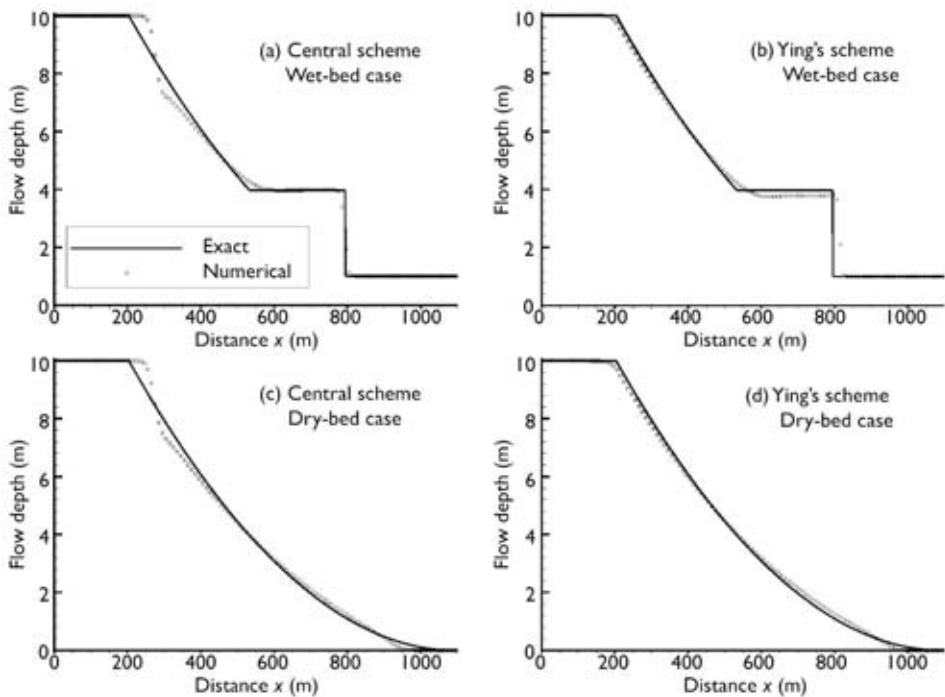 10
8
6
4
2
0
Flow depth (m)
(a) Central scheme
Wet-bed case
Exact
Numerical
0 200 400 600 800 1000
Distance x (m)
10
8
6
4
2
0
Flow depth (m)
(b) Ying's scheme
Wet-bed case
0 200 400 600 800 1000
Distance x (m)
10
8
6
4
2
0
Flow depth (m)
(c) Central scheme
Dry-bed case
0 200 400 600 800 1000
Distance x (m)
10
8
6
4
2
0
Flow depth (m)
(d) Ying's scheme
Dry-bed case
0 200 400 600 800 1000
Distance x (m)